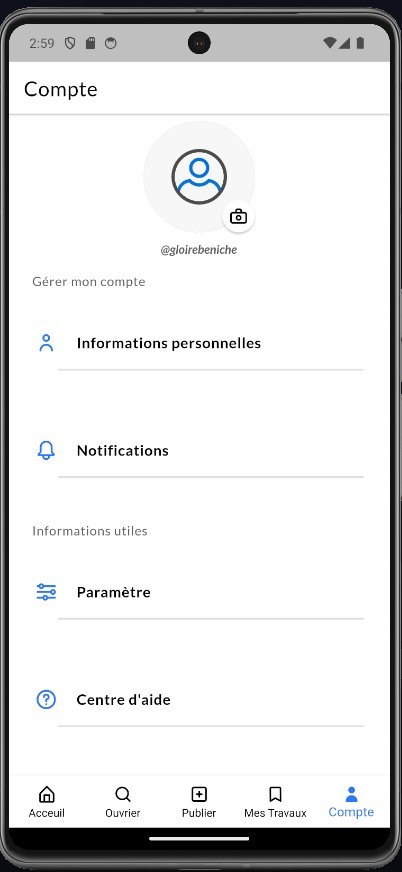 2:59
Compte
@gloirebeniche
Gérer mon compte
Informations personnelles
Notifications
Informations utiles
Paramètre
Centre d'aide
Acceuil
Ouvrier
Publier
Mes Travaux
Compte